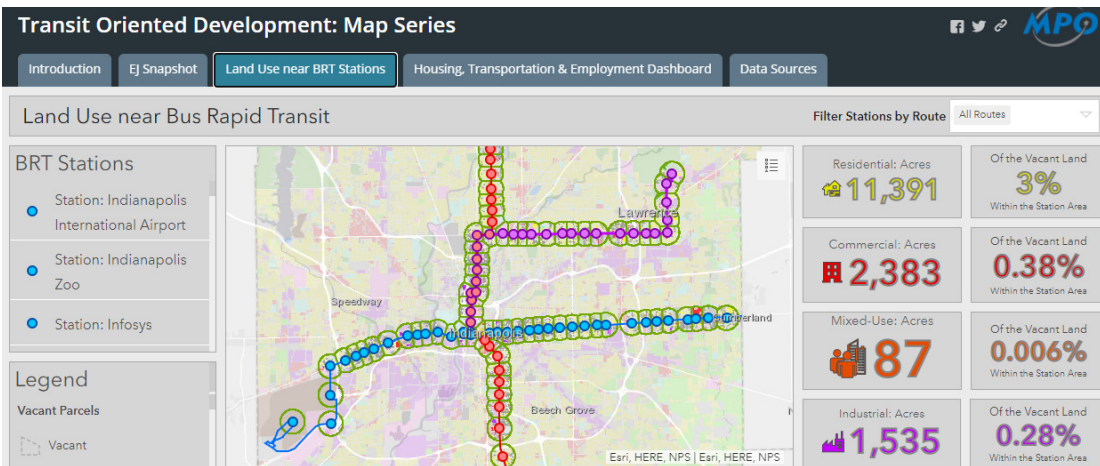 Transit Oriented Development: Map Series
MPO
Introduction
EJ Snapshot
Land Use near BRT Stations
Housing, Transportation & Employment Dashboard
Data Sources
Land Use near Bus Rapid Transit
Filter Stations by Route
All Routes
BRT Stations
Station: Indianapolis
International Airport
Station: Indianapolis
Zoo
Station: Infosys
Legend
Vacant Parcels
Vacant
Lawrence
Speedway
Indianapolis
Beech Grove
Esri, HERE, NPS | Esri, HERE, NPS
Residential: Acres
11,391
Of the Vacant Land
3%
Within the Station Area
Commercial: Acres
2,383
Of the Vacant Land
0.38%
Within the Station Area
Mixed-Use: Acres
87
Of the Vacant Land
0.006%
Within the Station Area
Industrial: Acres
1,535
Of the Vacant Land
0.28%
Within the Station Area